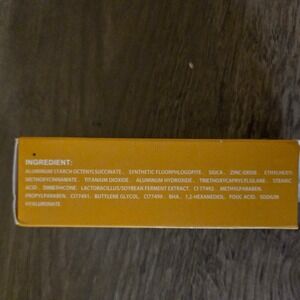 INGREDIENT:
ALUMINUM STARCH OCTENYLSUCCINATE , SYNTHETIC FLUORPHLOGOPITE , SILICA , ZINC OXIDE , ETHYLHEXYL
METHOXYCINNAMATE , TITANIUM DIOXIDE , ALUMINUM HYDROXIDE , TRIETHOXYCAPRYLYLSILANE , STEARIC
ACID , DIMETHICONE, LACTOBACILLUS/SOYBEAN FERMENT EXTRACT , CI 77492 , METHYLPARABEN,
PROPYLPARABEN, CI77491, BUTYLENE GLYCOL, CI77499 , BHA , 1,2-HEXANEDIOL, FOLIC ACID, SODIUM
HYALURONATE